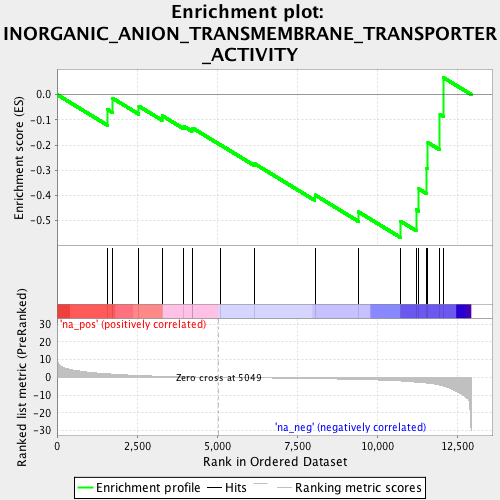 Enrichment plot:
INORGANIC_ANION_TRANSMEMBRANE_TRANSPORTER
_ACTIVITY
Enrichment score (ES)
0.0
-0.1
-0.2
-0.3
-0.4
-0.5
'na_pos' (positively correlated)
Ranked list metric (PreRanked)
30
20
10
0
-10
-20
-30
Zero cross at 5049
'na_neg' (negatively correlated)
0
2,500
5,000
7,500
10,000
12,500
Rank in Ordered Dataset
Enrichment profile
Hits
Ranking metric scores